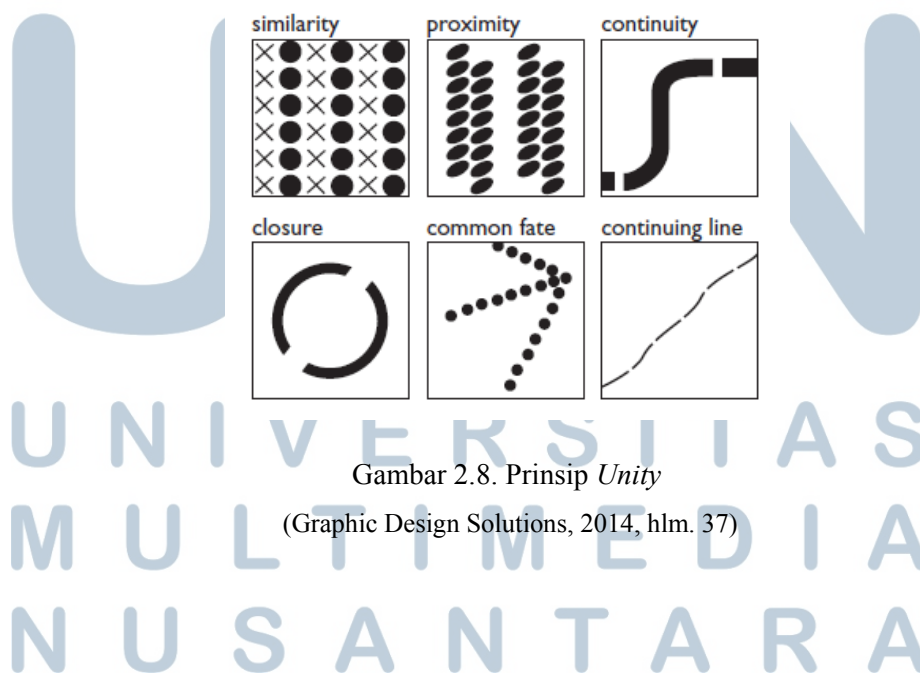 similarity proximity continuity
closure common fate continuing line
Gambar 2.8. Prinsip Unity
(Graphic Design Solutions, 2014, hlm. 37)
UMN
UNIVERSITAS
MULTIMEDIA
NUSANTARA